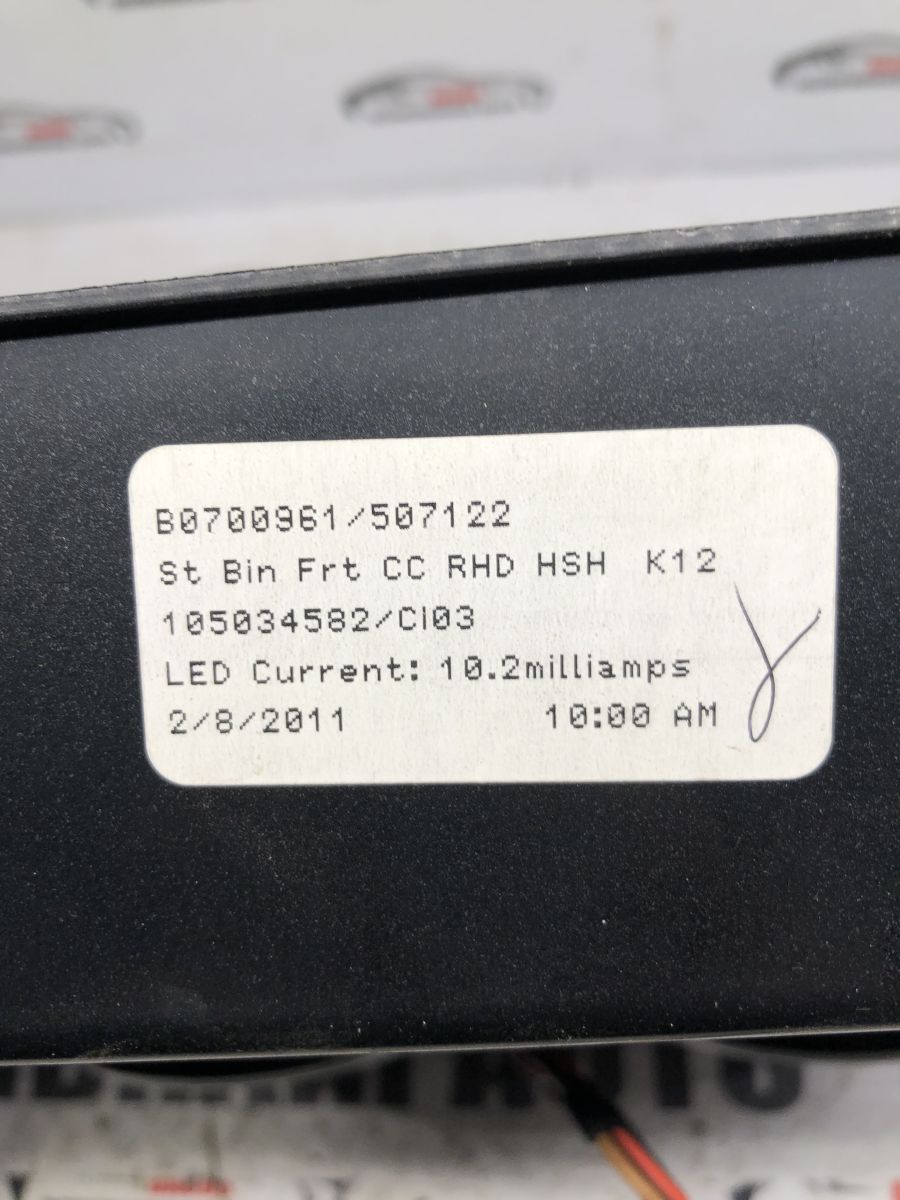 B0700961/507122
St Bin Frt CC RHD HSH K12
105034582/CI03
LED Current: 10.2milliamps
2/8/2011 10:00 AM